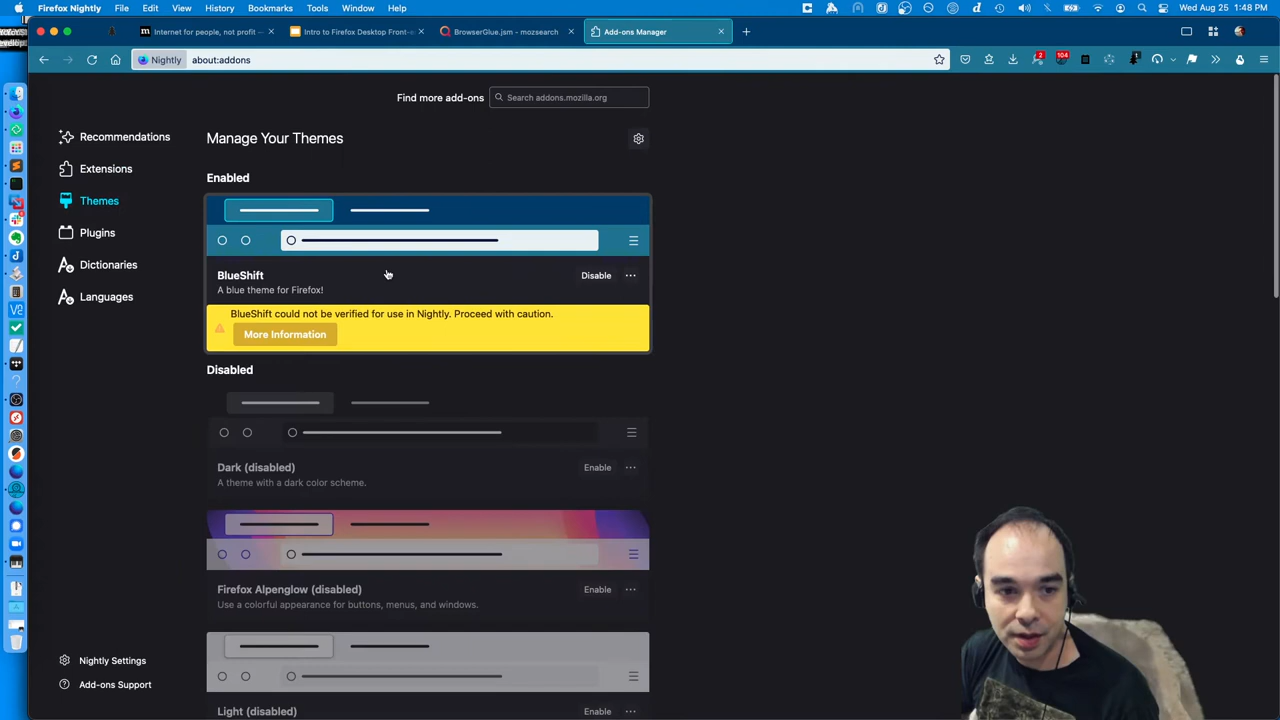 Firefox Nightly File Edit View History Bookmarks Tools Window Help
Wed Aug 25 1:48 PM
Internet for people, not profit —
Intro to Firefox Desktop Front-e
BrowserGlue.jsm - mozsearch
Add-ons Manager
Nightly about:addons
2
104
1
Find more add-ons
Search addons.mozilla.org
Recommendations
Extensions
Themes
Plugins
Dictionaries
Languages
Manage Your Themes
Enabled
BlueShift
Disable
A blue theme for Firefox!
BlueShift could not be verified for use in Nightly. Proceed with caution.
More Information
Disabled
Dark (disabled)
Enable
A theme with a dark color scheme.
Firefox Alpenglow (disabled)
Enable
Use a colorful appearance for buttons, menus, and windows.
Light (disabled)
Enable
Nightly Settings
Add-ons Support